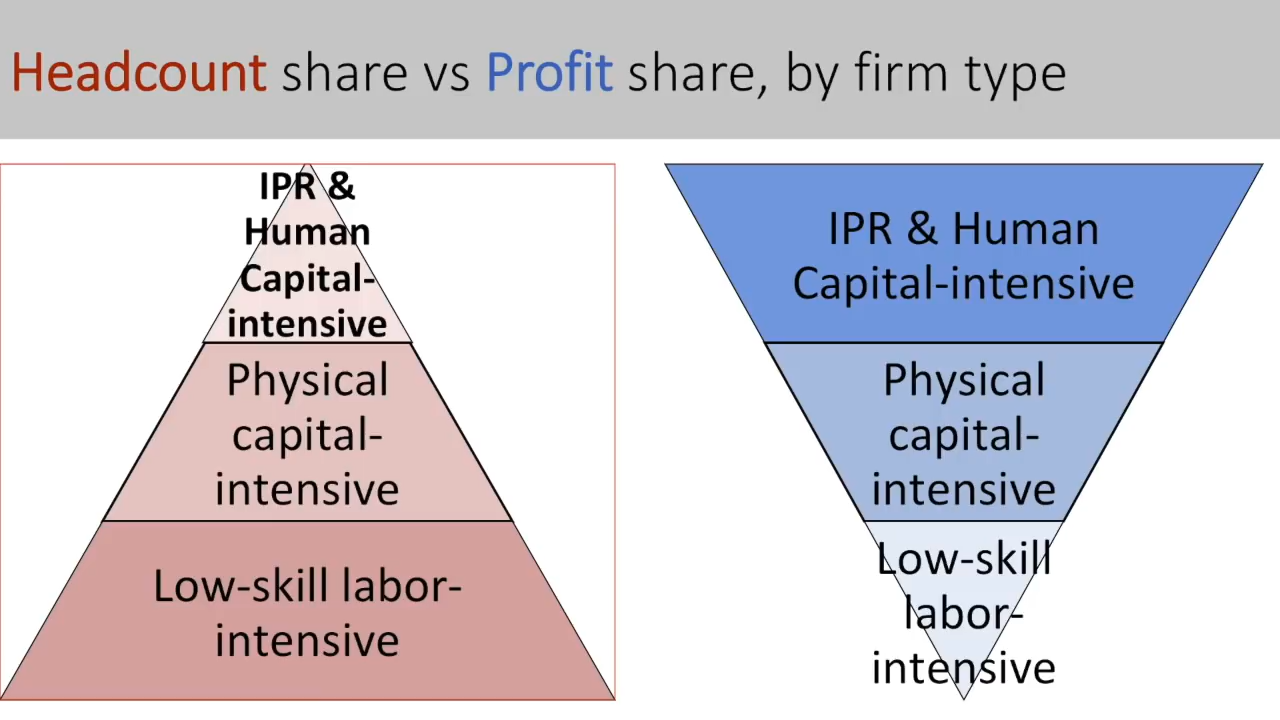 Headcount share vs Profit share, by firm type
IPR &
Human
Capital-
intensive
Physical
capital-
intensive
Low-skill labor-
intensive
IPR & Human
Capital-intensive
Physical
capital-
intensive
Low-skill
labor-
intensive